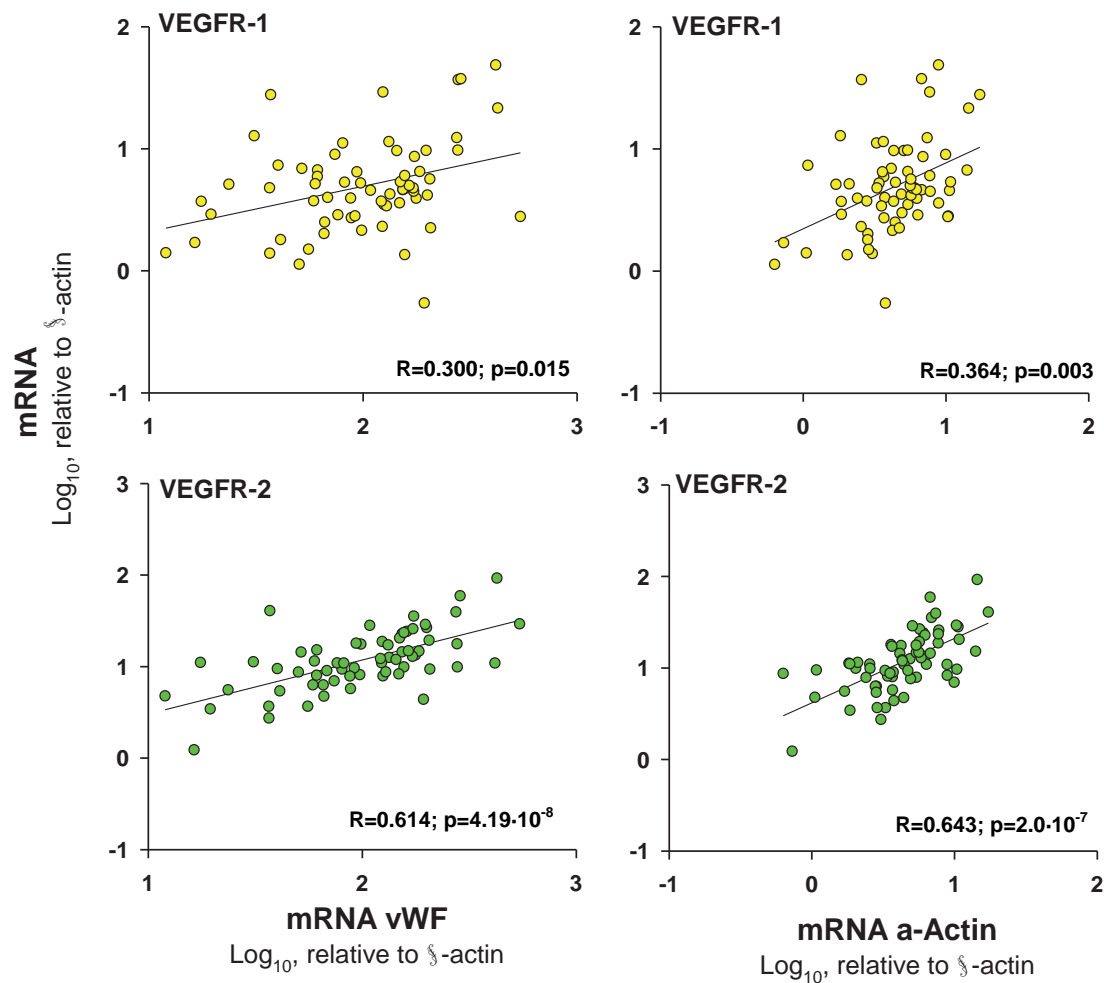 VEGFR-1
2
1
0
-1
1
2
3
R=0.300; p=0.015
VEGFR-1
2
1
0
-1
-1
0
1
2
R=0.364; p=0.003
mRNA
Log10, relative to §-actin
VEGFR-2
3
2
1
0
-1
1
2
3
R=0.614; p=4.19·10-8
VEGFR-2
3
2
1
0
-1
-1
0
1
2
R=0.643; p=2.0·10-7
mRNA vWF
Log10, relative to §-actin
mRNA a-Actin
Log10, relative to §-actin